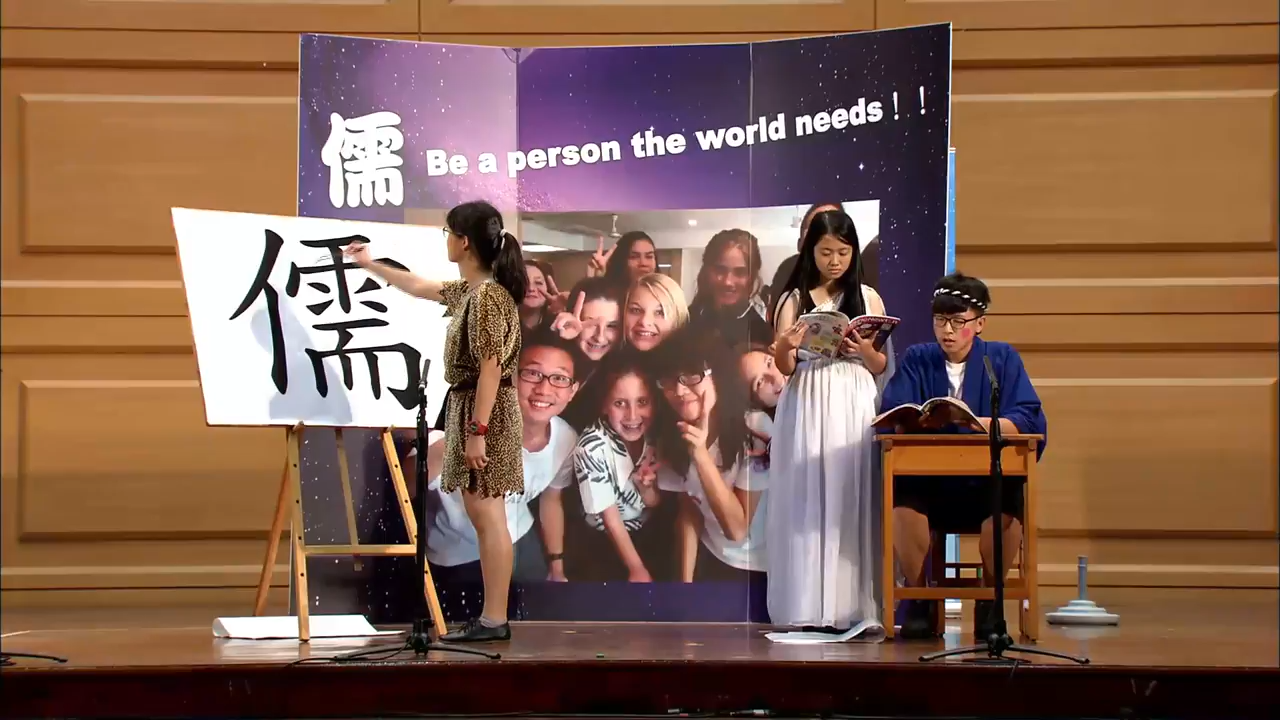 儒 Be a person the world needs！！
儒